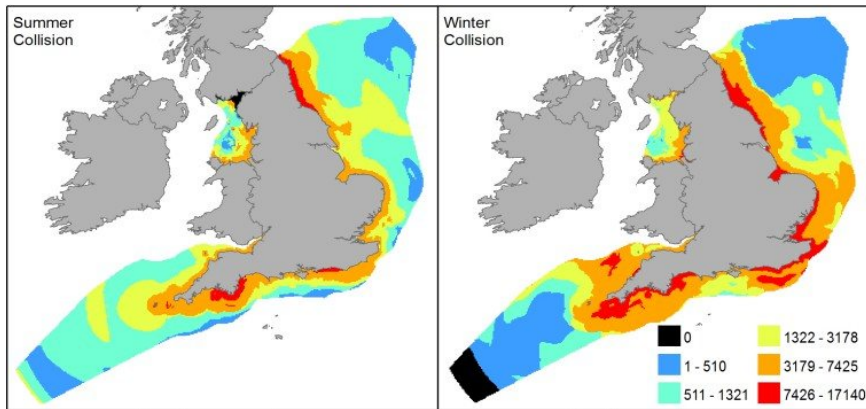 Summer
Collision
Winter
Collision
0
1 - 510
511 - 1321
1322 - 3178
3179 - 7425
7426 - 17140